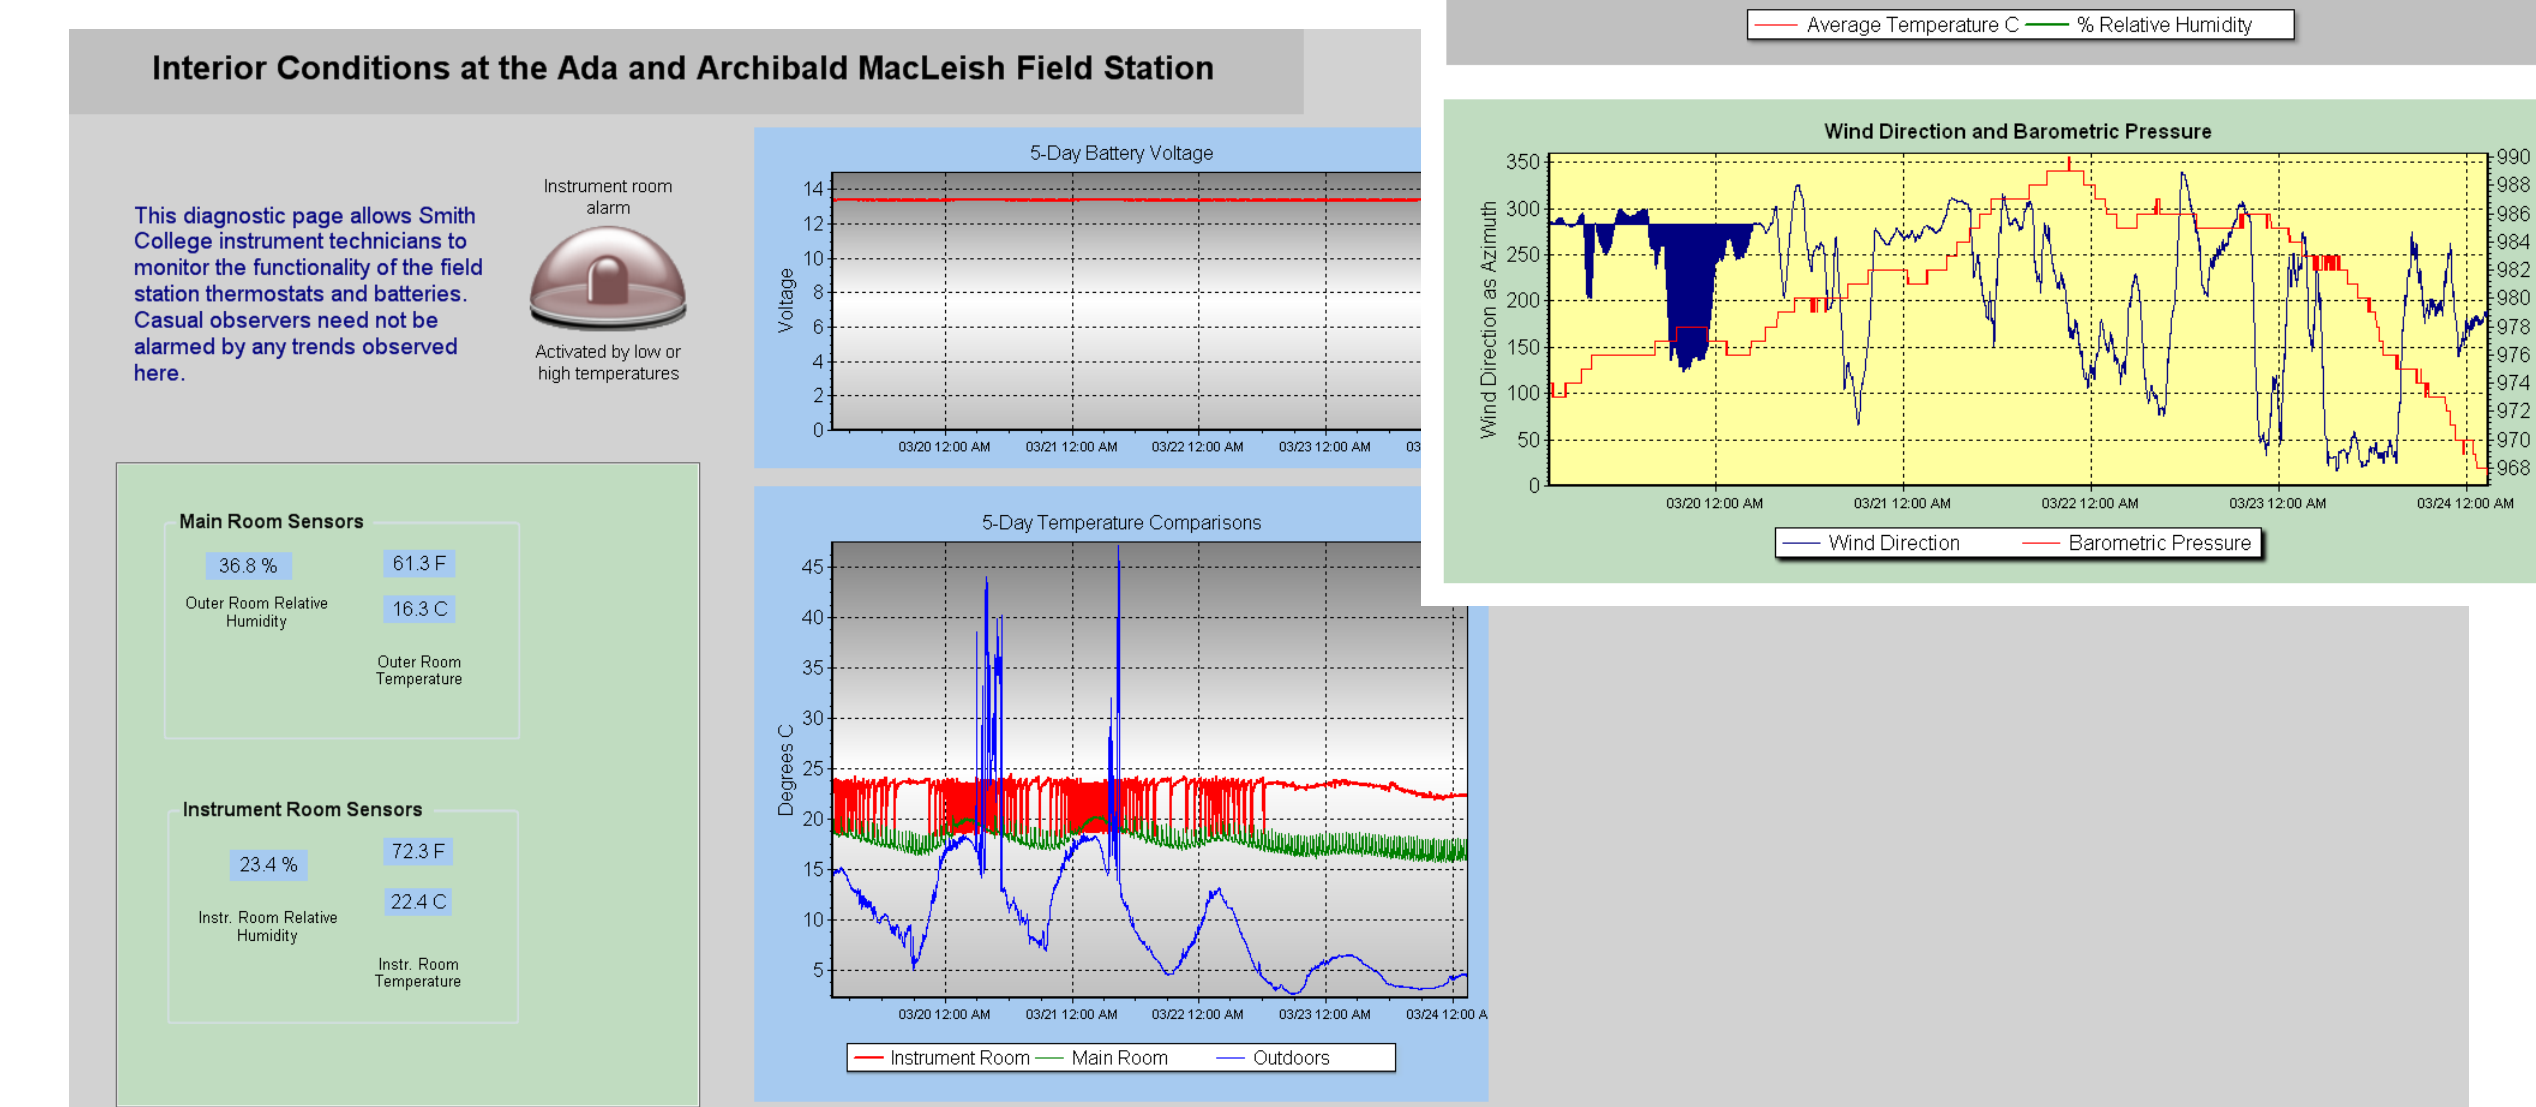 Interior Conditions at the Ada and Archibald MacLeish Field Station
This diagnostic page allows Smith
College instrument technicians to
monitor the functionality of the field
station thermostats and batteries.
Casual observers need not be
alarmed by any trends observed
here.
Instrument room
alarm
Activated by low or
high temperatures
Main Room Sensors
36.8 %
61.3 F
16.3 C
Outer Room Relative
Humidity
Outer Room
Temperature
Instrument Room Sensors
23.4 %
72.3 F
22.4 C
Instr. Room Relative
Humidity
Instr. Room
Temperature
5-Day Battery Voltage
Voltage
14
12
10
8
6
4
2
0
03/20 12:00 AM 03/21 12:00 AM 03/22 12:00 AM 03/23 12:00 AM 03
5-Day Temperature Comparisons
Degrees C
45
40
35
30
25
20
15
10
5
03/20 12:00 AM 03/21 12:00 AM 03/22 12:00 AM 03/23 12:00 AM 03/24 12:00 A
Instrument Room Main Room Outdoors
Average Temperature C % Relative Humidity
Wind Direction and Barometric Pressure
Wind Direction as Azimuth
350
300
250
200
150
100
50
0
990
988
986
984
982
980
978
976
974
972
970
968
03/20 12:00 AM 03/21 12:00 AM 03/22 12:00 AM 03/23 12:00 AM 03/24 12:00 AM
Wind Direction Barometric Pressure